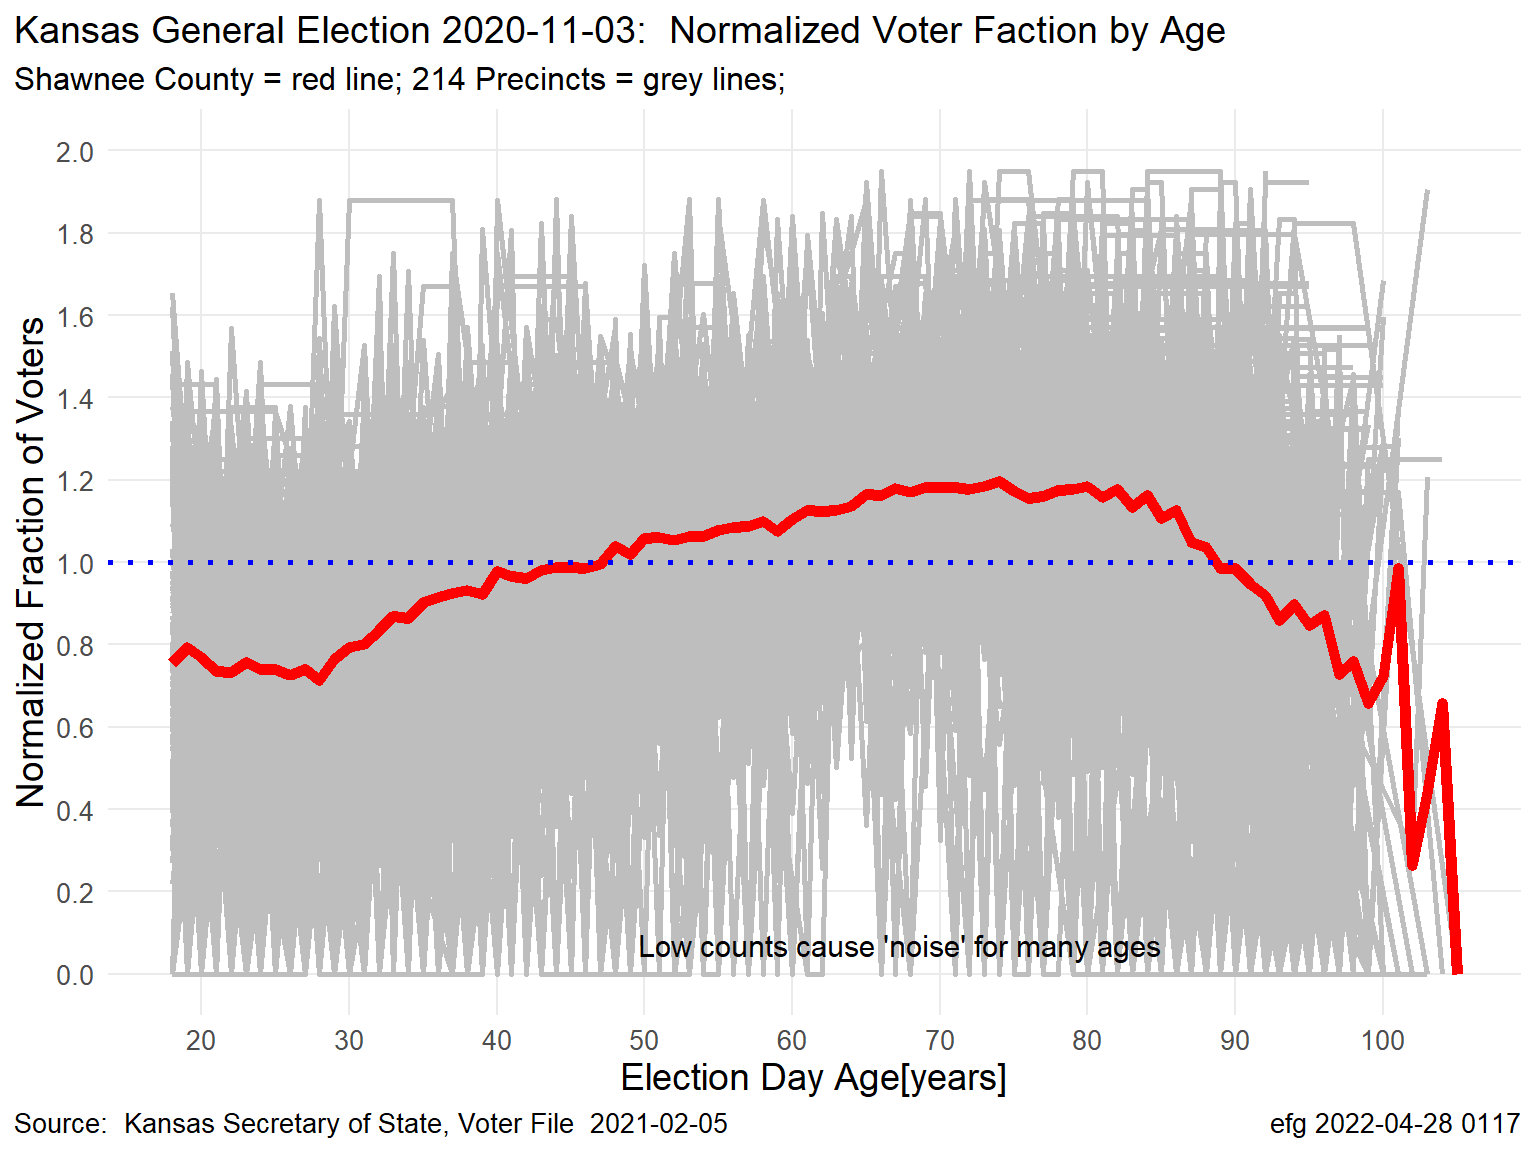 Kansas General Election 2020-11-03:  Normalized Voter Faction by Age
Shawnee County = red line; 214 Precincts = grey lines;
Normalized Fraction of Voters
2.0
1.8
1.6
1.4
1.2
1.0
0.8
0.6
0.4
0.2
0.0
Low counts cause 'noise' for many ages
20 30 40 50 60 70 80 90 100
Election Day Age[years]
Source:  Kansas Secretary of State, Voter File  2021-02-05
efg 2022-04-28 0117